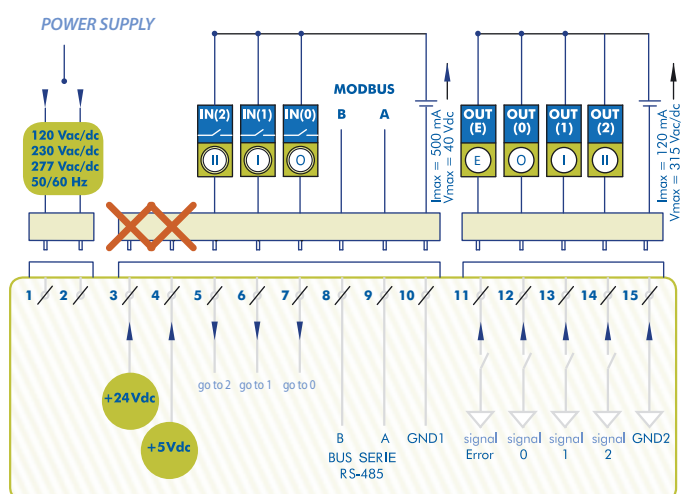 POWER SUPPLY
120 Vac/dc
230 Vac/dc
277 Vac/dc
50/60 Hz
IN(2)
II
IN(1)
I
IN(0)
O
MODBUS
B A
Imax = 500 mA
Vmax = 40 Vdc
OUT
(E)
E
OUT
(0)
O
OUT
(1)
I
OUT
(2)
II
Imax = 120 mA
Vmax = 315 Vac/dc
1 2 3 4 5 6 7 8 9 10 11 12 13 14 15
+24Vdc
+5Vdc
go to 2 go to 1 go to 0
B A GND1
BUS SERIE
RS-485
signal
Error
signal
0
signal
1
signal
2
GND2